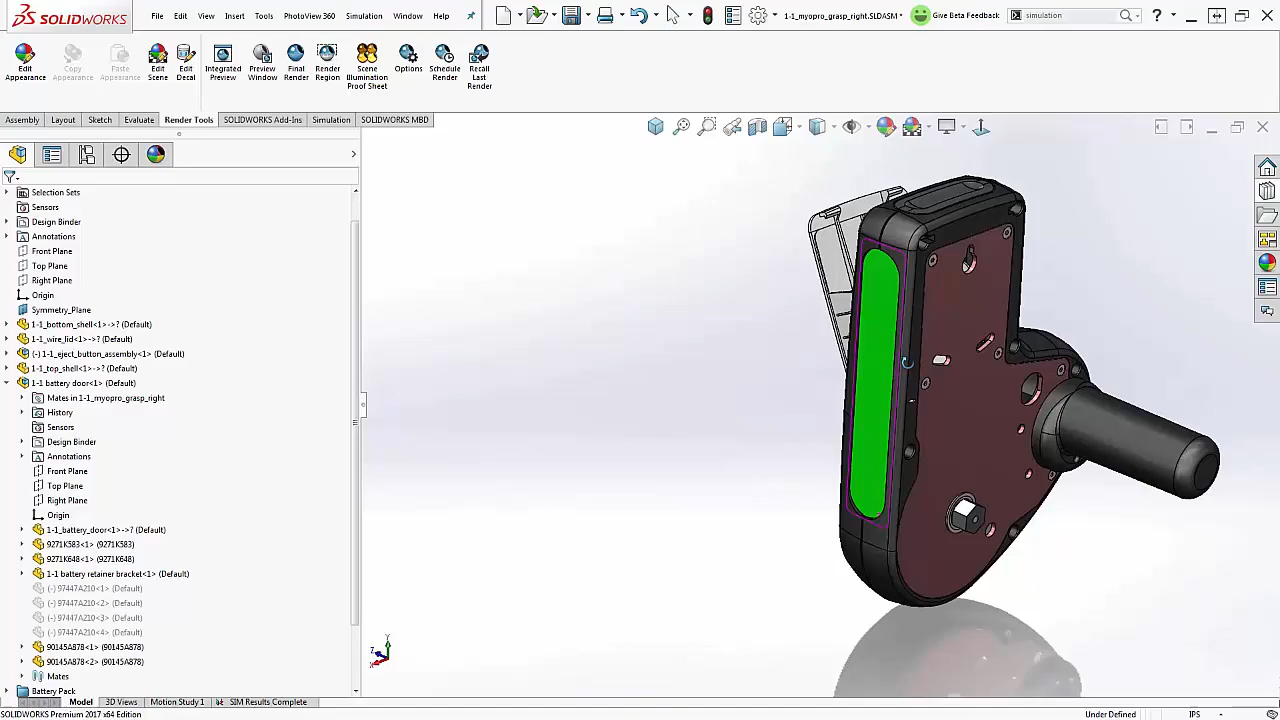 SOLIDWORKS File Edit View Insert Tools PhotoView 360 Simulation Window Help 1-1_myopro_grasp_right.SLDASM * Give Beta Feedback simulation ?
Edit Appearance
Copy Appearance
Paste Appearance
Edit Scene
Edit Decal
Integrated Preview
Preview Window
Final Render
Render Region
Scene Illumination Proof Sheet
Options
Schedule Render
Recall Last Render
Assembly Layout Sketch Evaluate Render Tools SOLIDWORKS Add-Ins Simulation SOLIDWORKS MBD
Selection Sets
Sensors
Design Binder
Annotations
Front Plane
Top Plane
Right Plane
Origin
Symmetry_Plane
1-1_bottom_shell<1>->? (Default)
1-1_wire_lid<1>->? (Default)
(-) 1-1_eject_button_assembly<1> (Default)
1-1_top_shell<1>->? (Default)
1-1 battery door<1> (Default)
Mates in 1-1_myopro_grasp_right
History
Sensors
Design Binder
Annotations
Front Plane
Top Plane
Right Plane
Origin
1-1_battery_door<1>->? (Default)
9271K583<1> (9271K583)
9271K648<1> (9271K648)
1-1 battery retainer bracket<1> (Default)
(-) 97447A210<1> (Default)
(-) 97447A210<2> (Default)
(-) 97447A210<3> (Default)
(-) 97447A210<4> (Default)
90145A878<1> (90145A878)
90145A878<2> (90145A878)
Mates
Battery Pack
Y
Z
X
Model 3D Views Motion Study 1 SIM Results Complete
SOLIDWORKS Premium 2017 x64 Edition Under Defined IPS